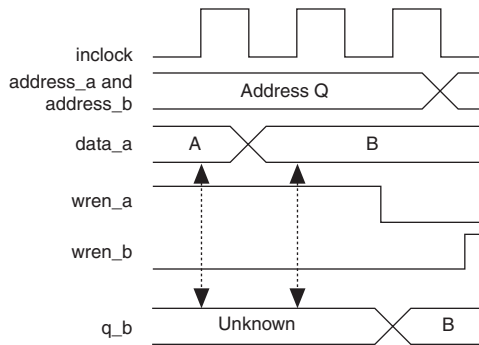 inclock
address_a and
address_b
Address Q
data_a
A
B
wren_a
wren_b
q_b
Unknown
B